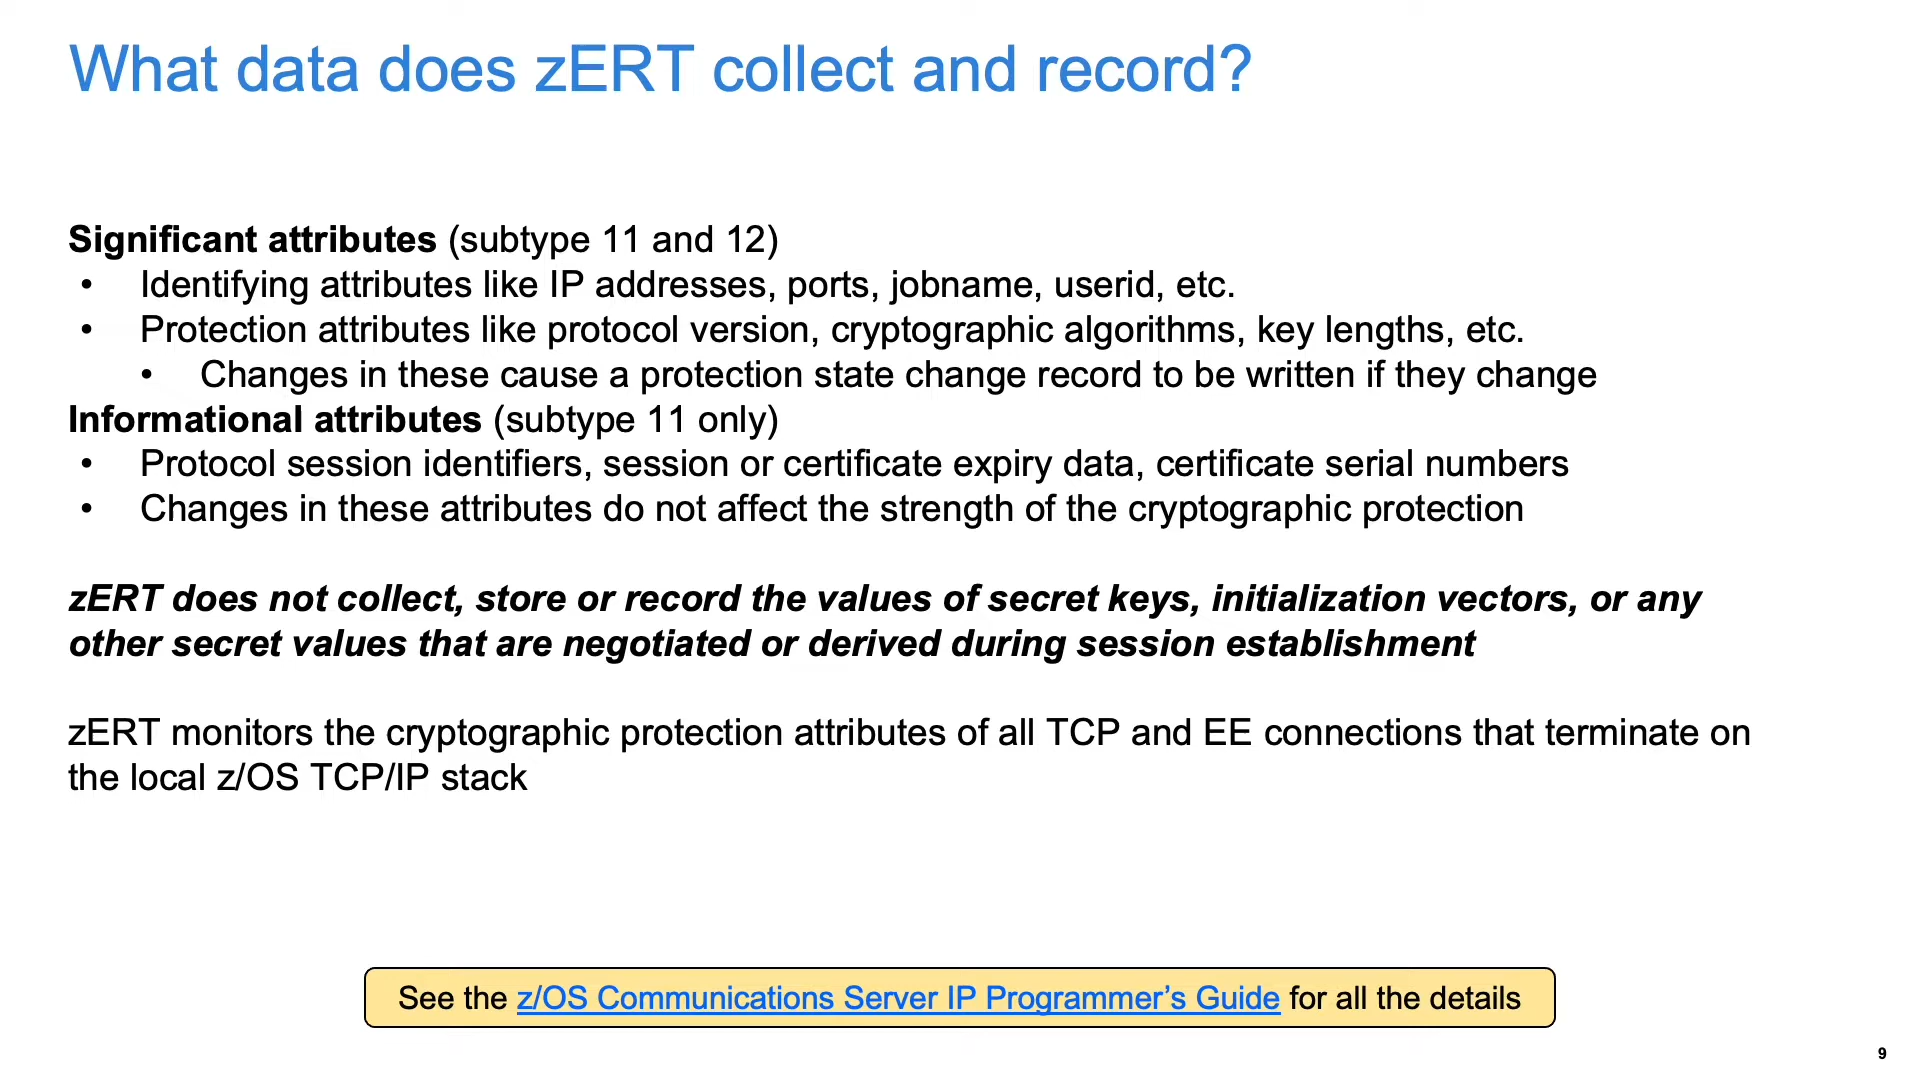 What data does zERT collect and record?
Significant attributes (subtype 11 and 12)
• Identifying attributes like IP addresses, ports, jobname, userid, etc.
• Protection attributes like protocol version, cryptographic algorithms, key lengths, etc.
• Changes in these cause a protection state change record to be written if they change
Informational attributes (subtype 11 only)
• Protocol session identifiers, session or certificate expiry data, certificate serial numbers
• Changes in these attributes do not affect the strength of the cryptographic protection
zERT does not collect, store or record the values of secret keys, initialization vectors, or any
other secret values that are negotiated or derived during session establishment
zERT monitors the cryptographic protection attributes of all TCP and EE connections that terminate on
the local z/OS TCP/IP stack
See the z/OS Communications Server IP Programmer’s Guide for all the details
9